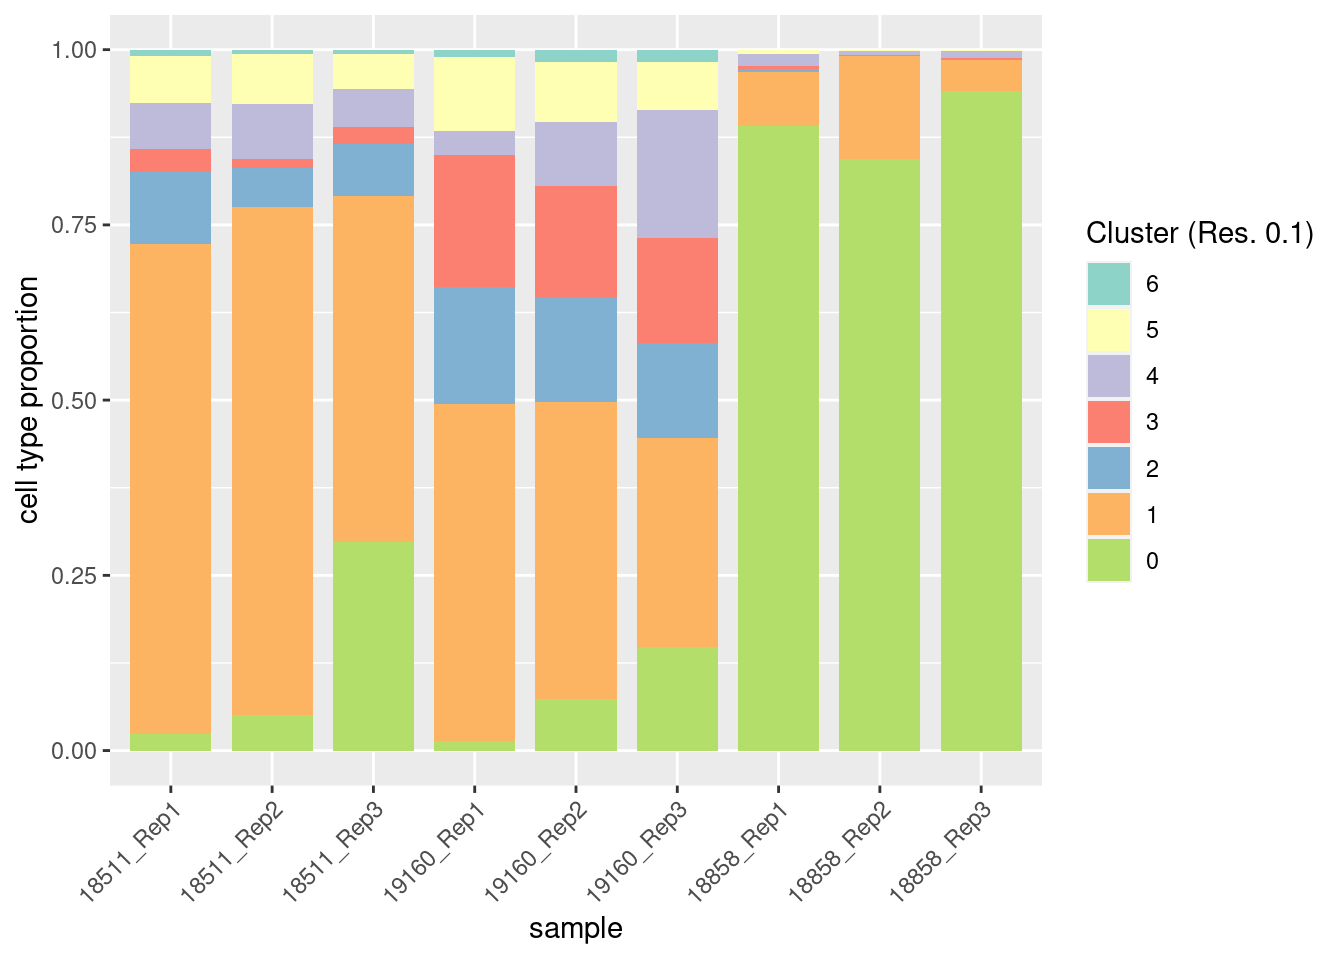 1.00
0.75
0.50
0.25
0.00
cell type proportion
18511_Rep1
18511_Rep2
18511_Rep3
19160_Rep1
19160_Rep2
19160_Rep3
18858_Rep1
18858_Rep2
18858_Rep3
sample
Cluster (Res. 0.1)
6
5
4
3
2
1
0